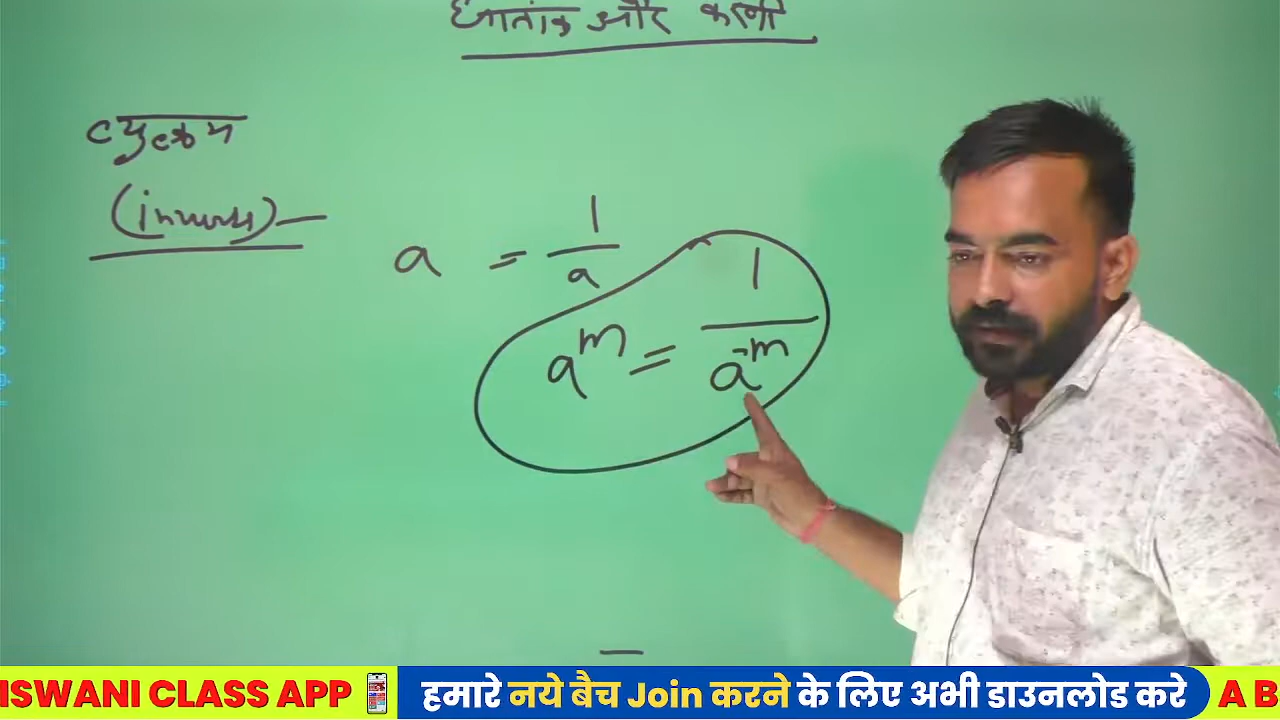 घातांक और करणी
व्युत्क्रम
(inverse) —
a = 1/a
a^m = 1/a^-m
ISWANI CLASS APP हमारे नये बैच Join करने के लिए अभी डाउनलोड करे A B